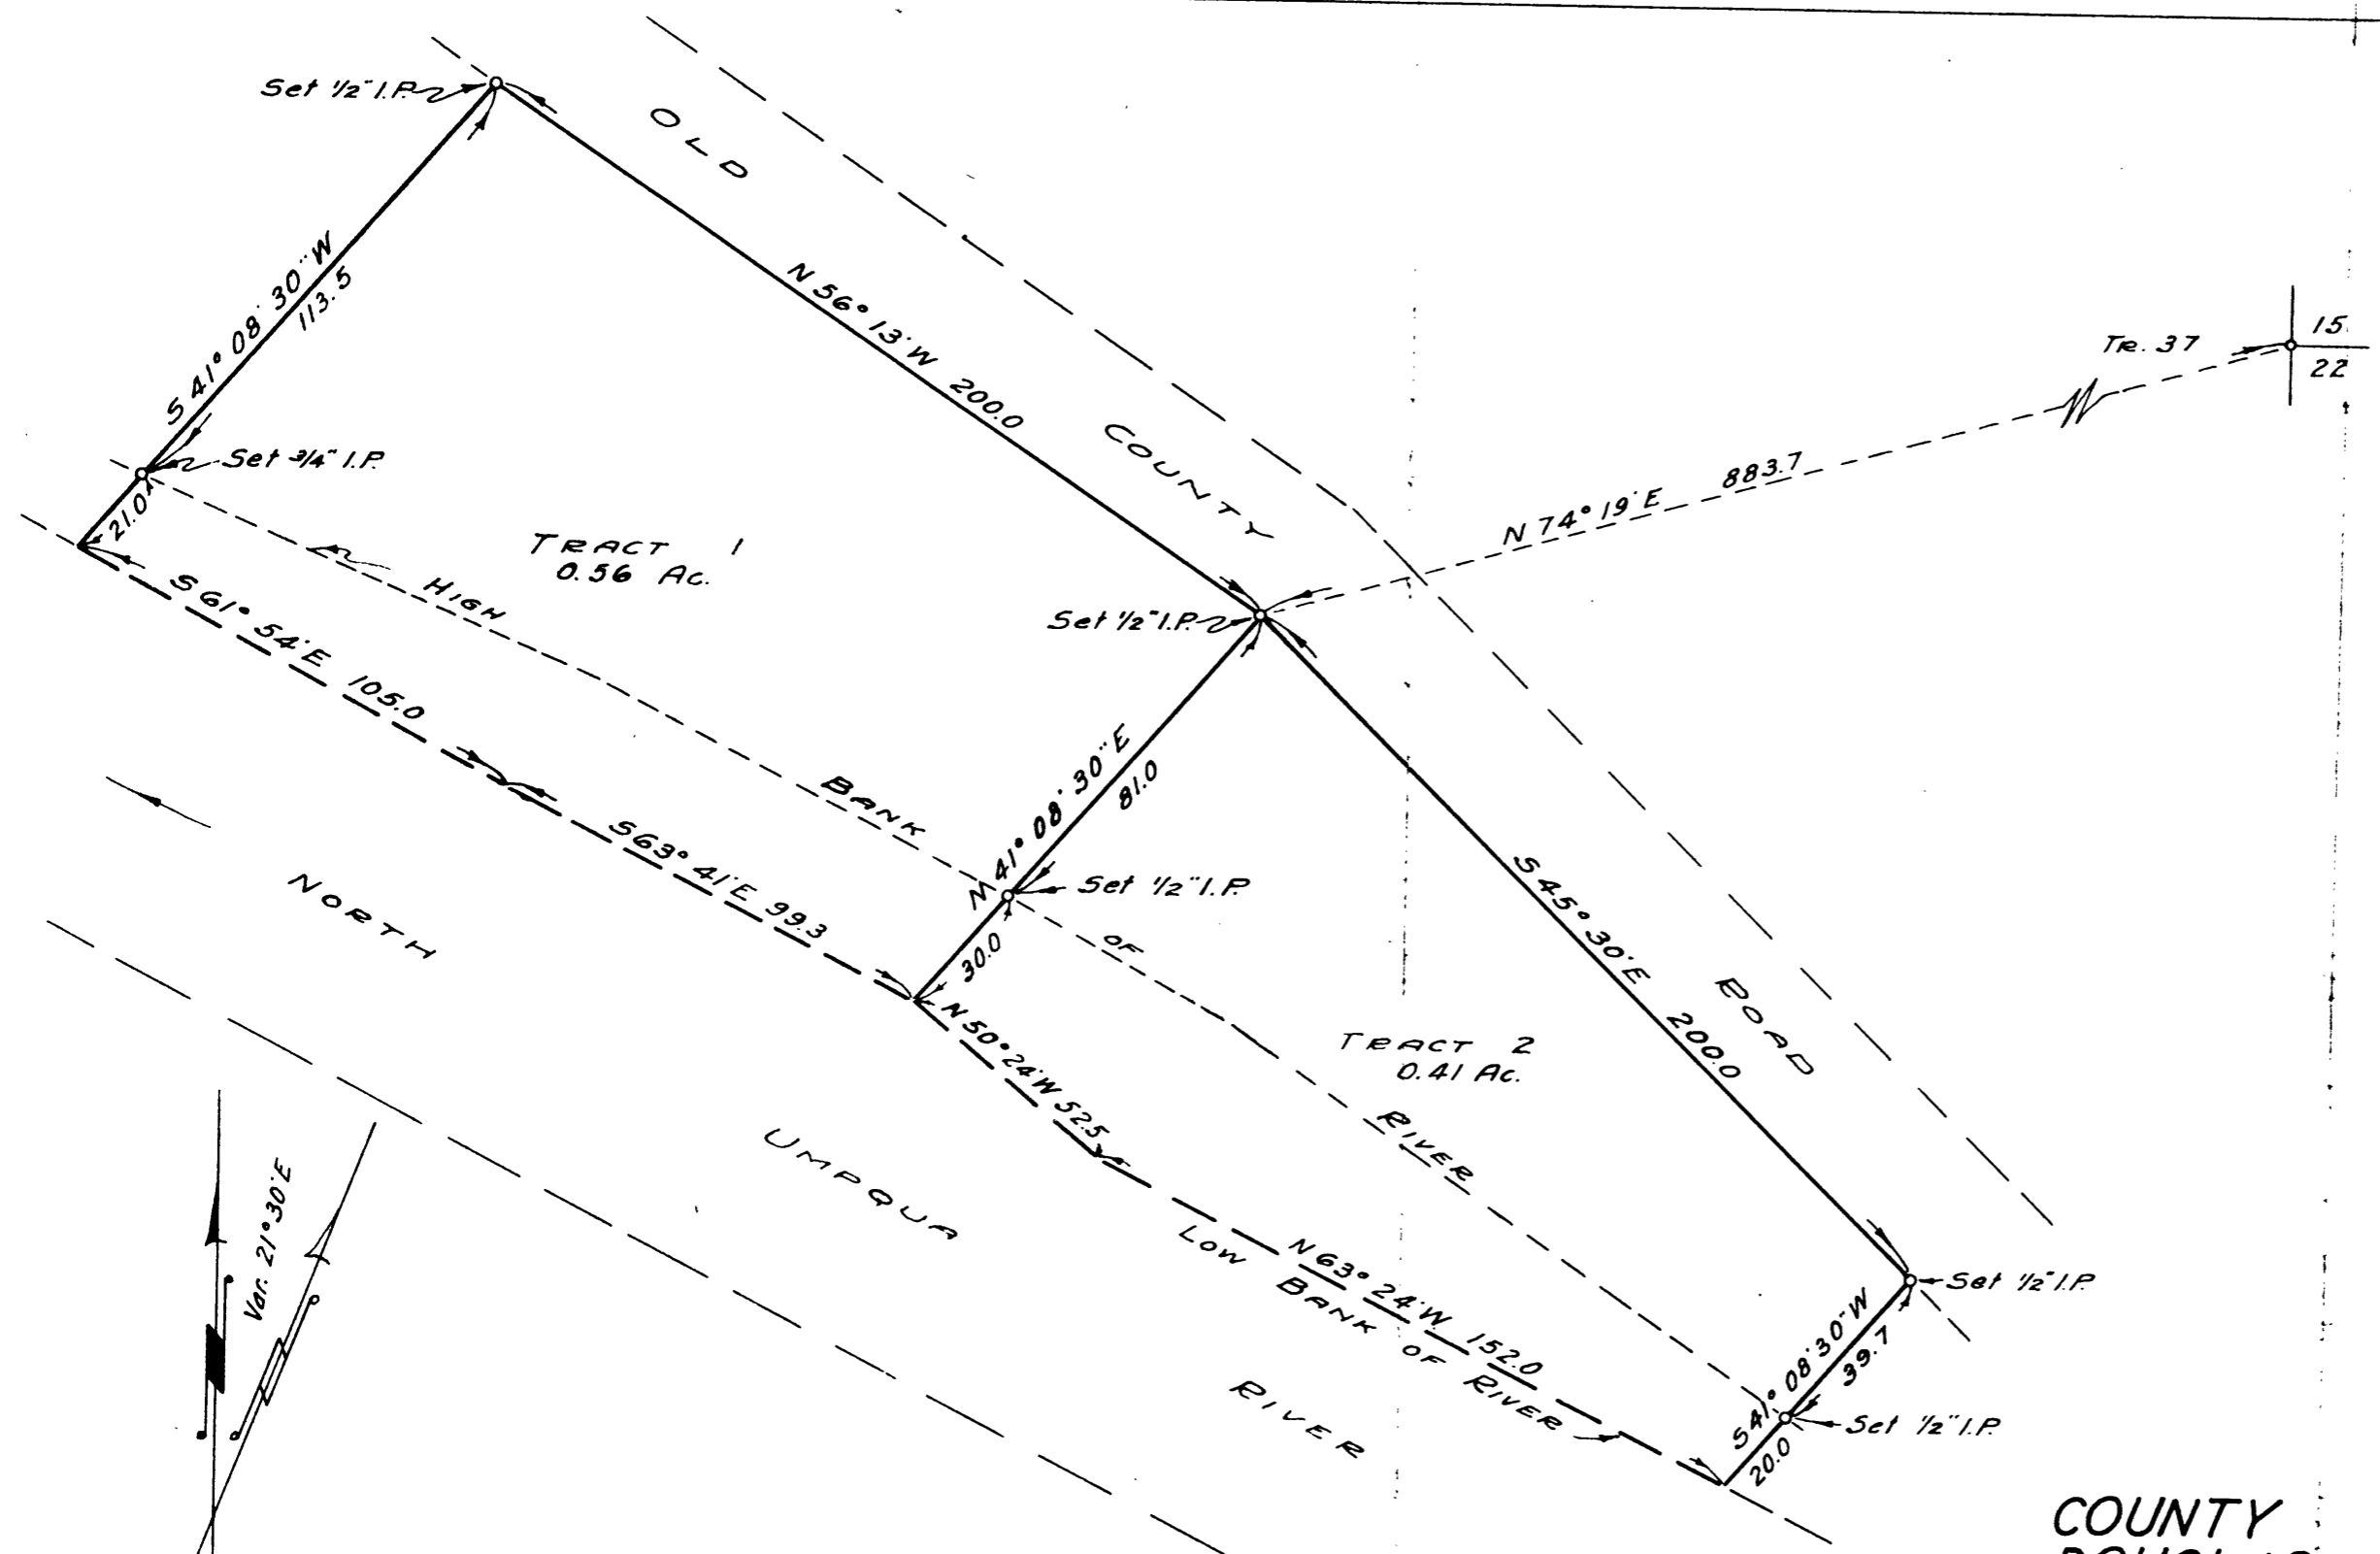 Set 1/2" I.P.
OLD
S 41° 08' 30" W
113.5
N 56° 13' W 200.0
15
Tr. 37
22
Set 3/4" I.P.
COUNTY
883.7
N 74° 19' E
21.0
TRACT 1
0.56 Ac.
HIGH
S 61° 54' E 105.0
Set 1/2" I.P.
N 41° 08' 30" E
81.0
BANK
S 63° 41' E 99.3
Set 1/2" I.P.
NORTH
30.0
OF
S 45° 30' E 200.0
ROAD
N 50° 24' W 52.5
TRACT 2
0.41 Ac.
RIVER
UMPQUA
Var. 21° 30' E
LOW BANK OF RIVER
N 63° 24' W 152.0
Set 1/2" I.P.
S 41° 08' 30" W
39.7
RIVER
Set 1/2" I.P.
20.0
COUNTY